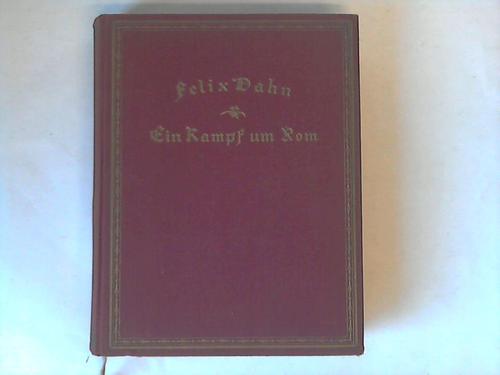 Felix Dahn
Ein Kampf um Rom